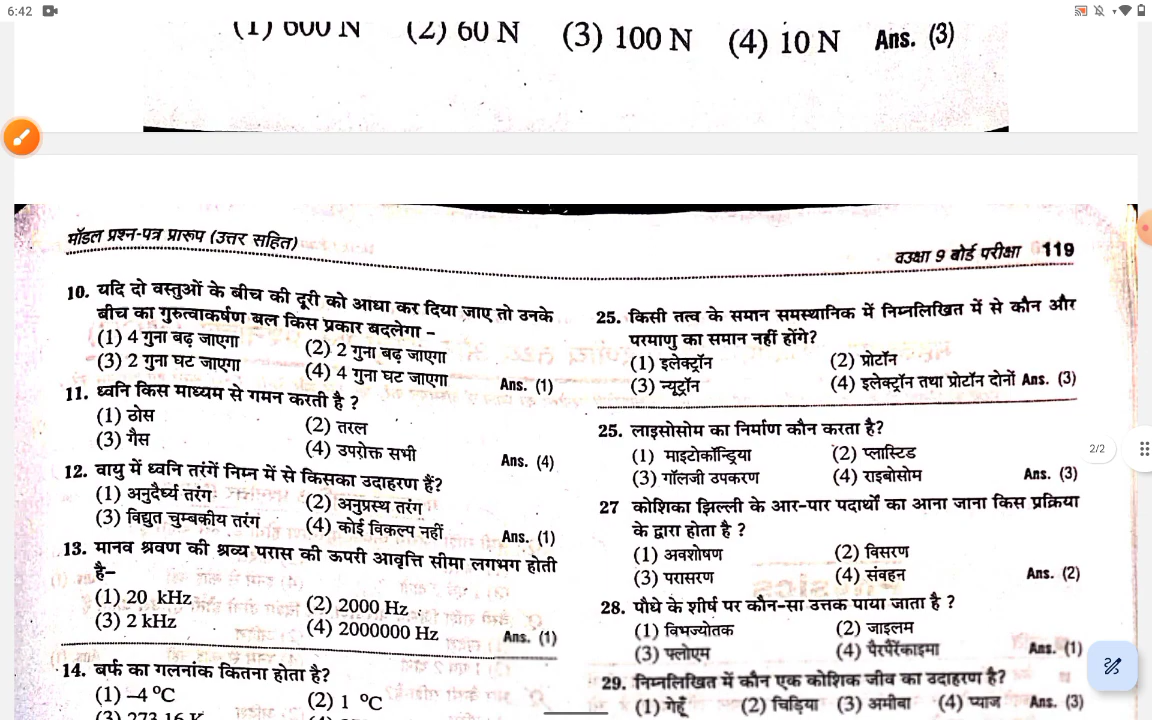 6:42
(1) 600 N (2) 60 N (3) 100 N (4) 10 N Ans. (3)
मॉडल प्रश्न-पत्र प्रारूप (उत्तर सहित)
कक्षा 9 बोर्ड परीक्षा 119
10. यदि दो वस्तुओं के बीच की दूरी को आधा कर दिया जाए तो उनके
बीच का गुरुत्वाकर्षण बल किस प्रकार बदलेगा –
(1) 4 गुना बढ़ जाएगा (2) 2 गुना बढ़ जाएगा
(3) 2 गुना घट जाएगा (4) 4 गुना घट जाएगा Ans. (1)
11. ध्वनि किस माध्यम से गमन करती है ?
(1) ठोस (2) तरल
(3) गैस (4) उपरोक्त सभी Ans. (4)
12. वायु में ध्वनि तरंगें निम्न में से किसका उदाहरण हैं?
(1) अनुदैर्घ्य तरंग (2) अनुप्रस्थ तरंग
(3) विद्युत चुम्बकीय तरंग (4) कोई विकल्प नहीं Ans. (1)
13. मानव श्रवण की श्रव्य परास की ऊपरी आवृत्ति सीमा लगभग होती
है–
(1) 20 kHz (2) 2000 Hz
(3) 2 kHz (4) 2000000 Hz Ans. (1)
14. बर्फ का गलनांक कितना होता है?
(1) –4 °C (2) 1 °C
(3) 273.16 K
25. किसी तत्व के समान समस्थानिक में निम्नलिखित में से कौन और
परमाणु का समान नहीं होंगे?
(1) इलेक्ट्रॉन (2) प्रोटॉन
(3) न्यूट्रॉन (4) इलेक्ट्रॉन तथा प्रोटॉन दोनों Ans. (3)
25. लाइसोसोम का निर्माण कौन करता है?
(1) माइटोकॉन्ड्रिया (2) प्लास्टिड
(3) गॉलजी उपकरण (4) राइबोसोम Ans. (3)
27 कोशिका झिल्ली के आर-पार पदार्थों का आना जाना किस प्रक्रिया
के द्वारा होता है ?
(1) अवशोषण (2) विसरण
(3) परासरण (4) संवहन Ans. (2)
28. पौधे के शीर्ष पर कौन-सा उत्तक पाया जाता है ?
(1) विभज्योतक (2) जाइलम
(3) फ्लोएम (4) पैरेंकाइमा Ans. (1)
29. निम्नलिखित में कौन एक कोशिक जीव का उदाहरण है?
(1) गेहूँ (2) चिड़िया (3) अमीबा (4) प्याज Ans. (3)
2/2